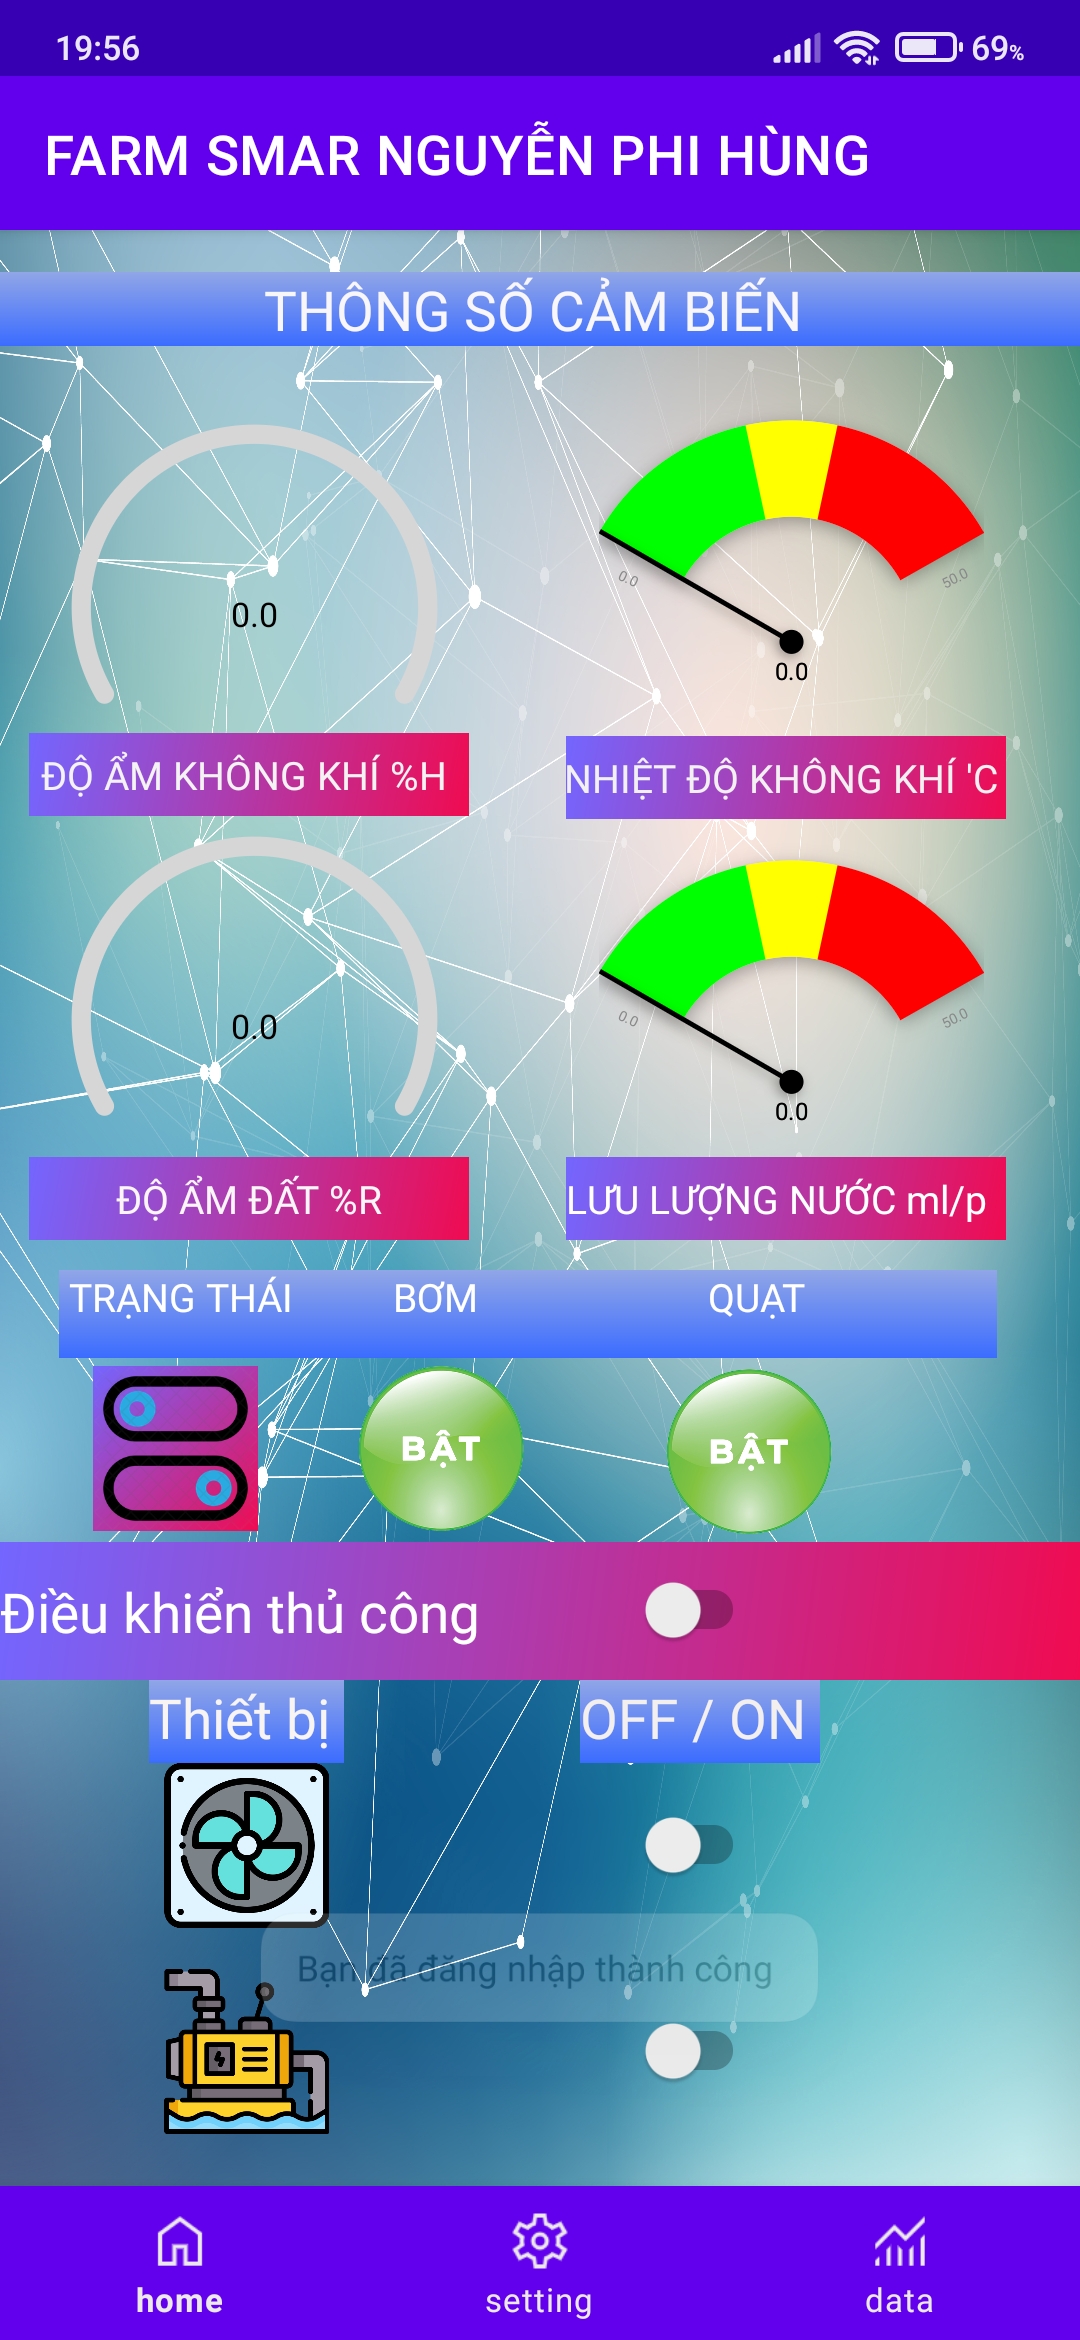 19:56
69%
FARM SMAR NGUYỄN PHI HÙNG
THÔNG SỐ CẢM BIẾN
0.0
0.0
50.0
0.0
ĐỘ ẨM KHÔNG KHÍ %H
NHIỆT ĐỘ KHÔNG KHÍ 'C
0.0
0.0
50.0
0.0
ĐỘ ẨM ĐẤT %R
LƯU LƯỢNG NƯỚC ml/p
TRẠNG THÁI BƠM QUẠT
BẬT
BẬT
Điều khiển thủ công
Thiết bị
OFF / ON
Bạn đã đăng nhập thành công
home
setting
data